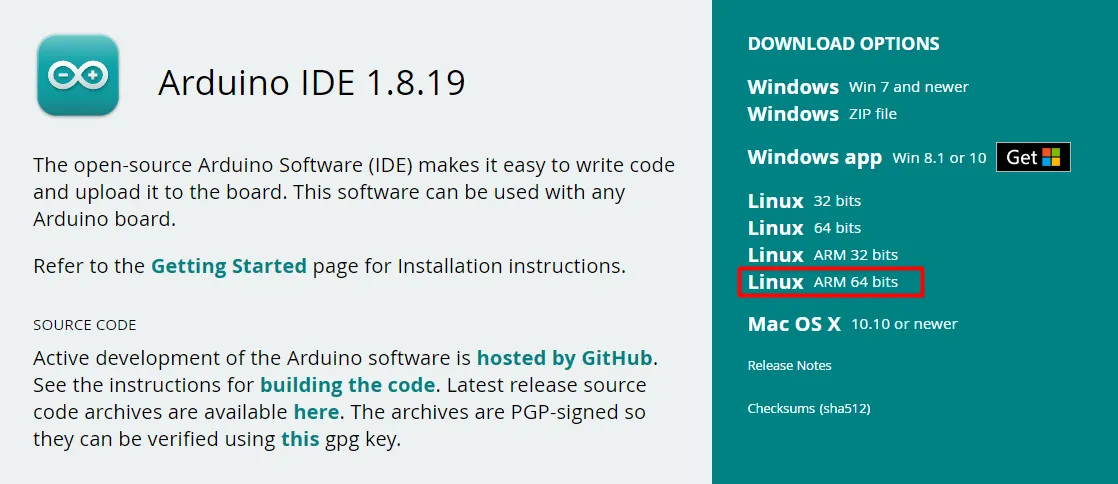 Arduino IDE 1.8.19
The open-source Arduino Software (IDE) makes it easy to write code
and upload it to the board. This software can be used with any
Arduino board.
Refer to the Getting Started page for Installation instructions.
SOURCE CODE
Active development of the Arduino software is hosted by GitHub.
See the instructions for building the code. Latest release source
code archives are available here. The archives are PGP-signed so
they can be verified using this gpg key.
DOWNLOAD OPTIONS
Windows Win 7 and newer
Windows ZIP file
Windows app Win 8.1 or 10 Get
Linux 32 bits
Linux 64 bits
Linux ARM 32 bits
Linux ARM 64 bits
Mac OS X 10.10 or newer
Release Notes
Checksums (sha512)